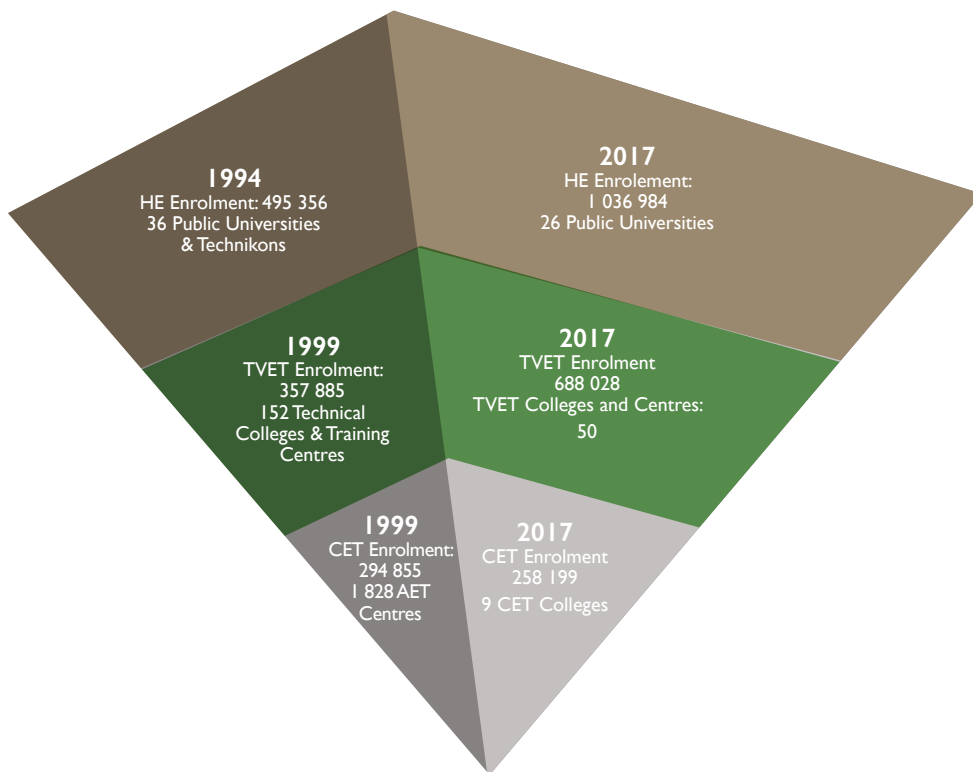 1994
HE Enrolment: 495 356
36 Public Universities
& Technikons
2017
HE Enrolement:
1 036 984
26 Public Universities
1999
TVET Enrolment:
357 885
152 Technical
Colleges & Training
Centres
2017
TVET Enrolment
688 028
TVET Colleges and Centres:
50
1999
CET Enrolment:
294 855
1 828 AET
Centres
2017
CET Enrolment
258 199
9 CET Colleges